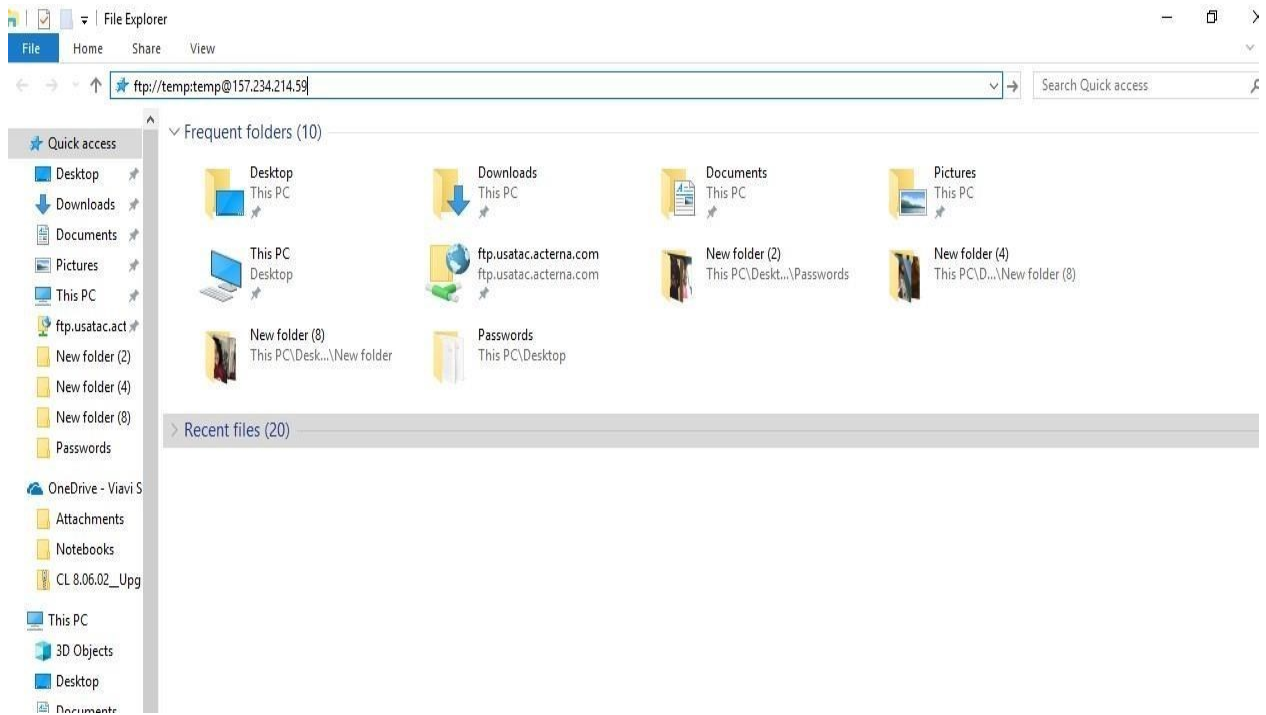 File Explorer
File Home Share View
ftp://temp:temp@157.234.214.59
Search Quick access
Quick access
Desktop
Downloads
Documents
Pictures
This PC
ftp.usatac.act
New folder (2)
New folder (4)
New folder (8)
Passwords
OneDrive - Viavi S
Attachments
Notebooks
CL 8.06.02__Upg
This PC
3D Objects
Desktop
Documents
Frequent folders (10)
Desktop
This PC
Downloads
This PC
Documents
This PC
Pictures
This PC
This PC
Desktop
ftp.usatac.acterna.com
ftp.usatac.acterna.com
New folder (2)
This PC\Deskt...\Passwords
New folder (4)
This PC\D...\New folder (8)
New folder (8)
This PC\Desk...\New folder
Passwords
This PC\Desktop
Recent files (20)